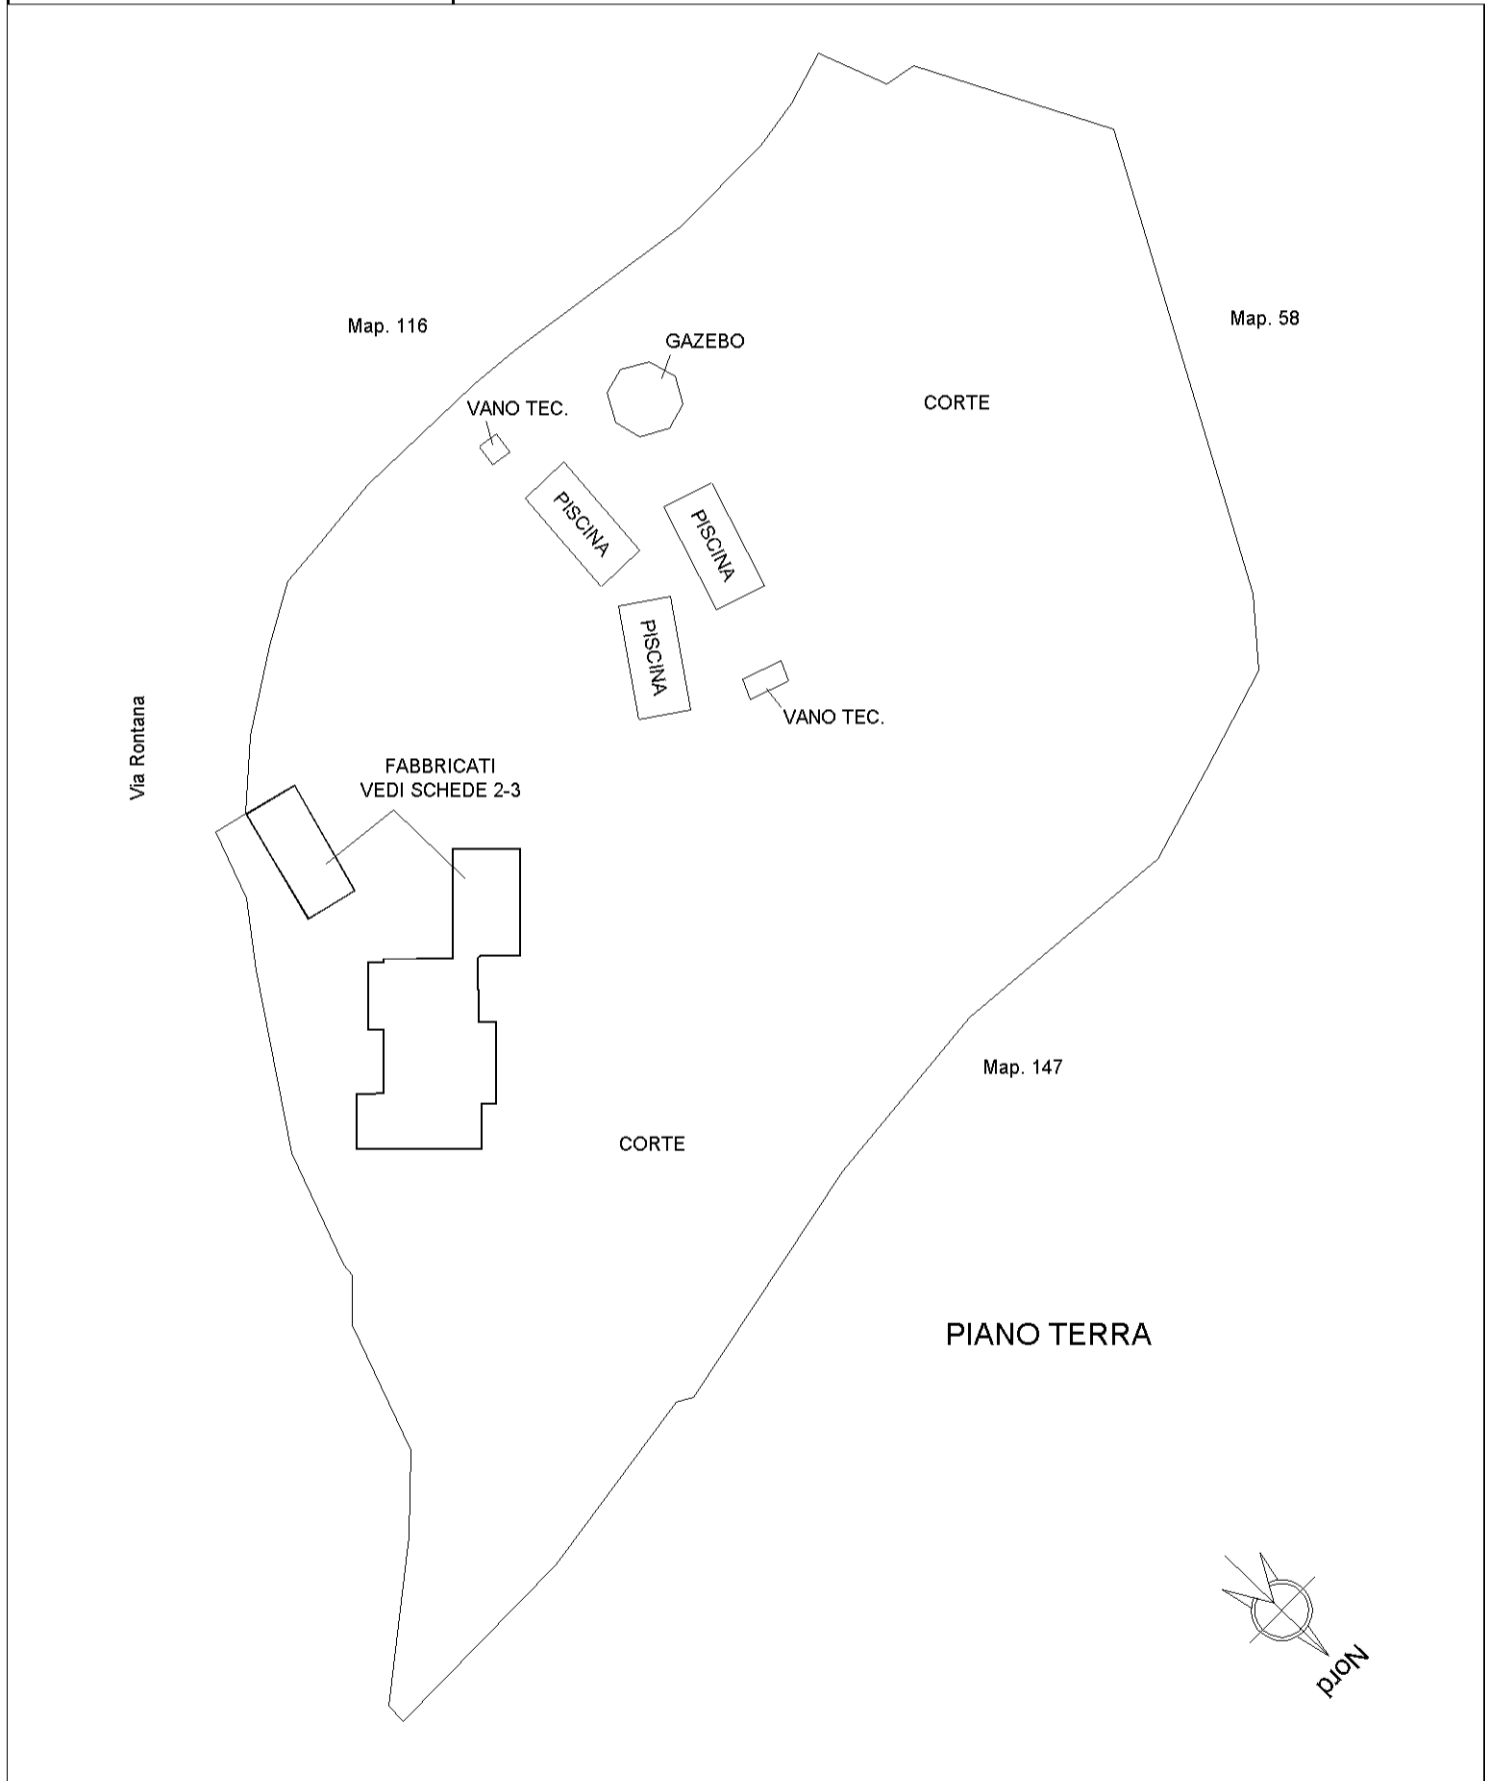 Map. 116
Map. 58
GAZEBO
CORTE
VANO TEC.
PISCINA
PISCINA
PISCINA
VANO TEC.
Via Rontana
FABBRICATI
VEDI SCHEDE 2-3
Map. 147
CORTE
PIANO TERRA
Nord